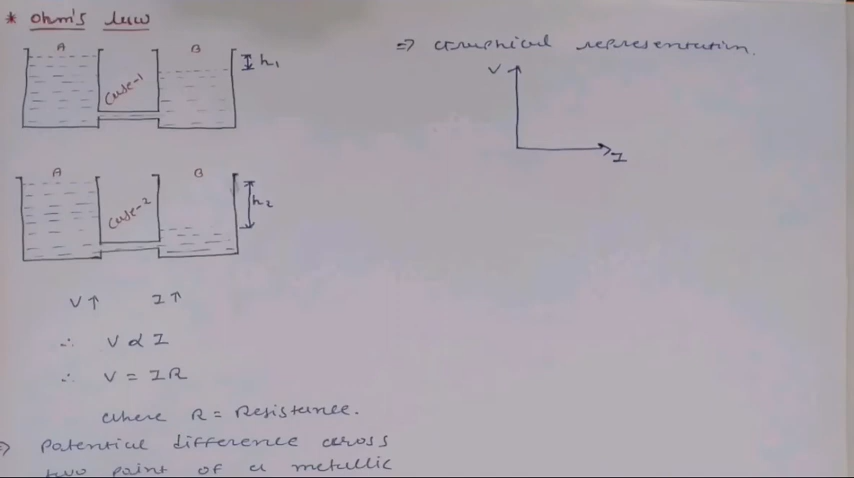 * Ohm's law
A B
h₁
Case-1
A B
h₂
Case-2
V↑ I↑
∴ V α I
∴ V = IR
where R = Resistance.
⇒ Potential difference across
two point of a metallic
⇒ Graphical representation.
V
I